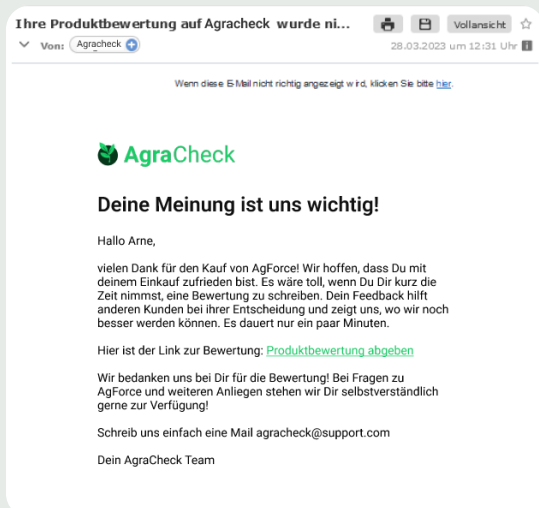 Ihre Produktbewertung auf Agracheck wurde ni...
Vollansicht
Von: Agracheck
28.03.2023 um 12:31 Uhr
Wenn diese E-Mail nicht richtig angezeigt wird, klicken Sie bitte hier.
AgraCheck
Deine Meinung ist uns wichtig!
Hallo Arne,
vielen Dank für den Kauf von AgForce! Wir hoffen, dass Du mit
deinem Einkauf zufrieden bist. Es wäre toll, wenn Du Dir kurz die
Zeit nimmst, eine Bewertung zu schreiben. Dein Feedback hilft
anderen Kunden bei ihrer Entscheidung und zeigt uns, wo wir noch
besser werden können. Es dauert nur ein paar Minuten.
Hier ist der Link zur Bewertung: Produktbewertung abgeben
Wir bedanken uns bei Dir für die Bewertung! Bei Fragen zu
AgForce und weiteren Anliegen stehen wir Dir selbstverständlich
gerne zur Verfügung!
Schreib uns einfach eine Mail agracheck@support.com
Dein AgraCheck Team